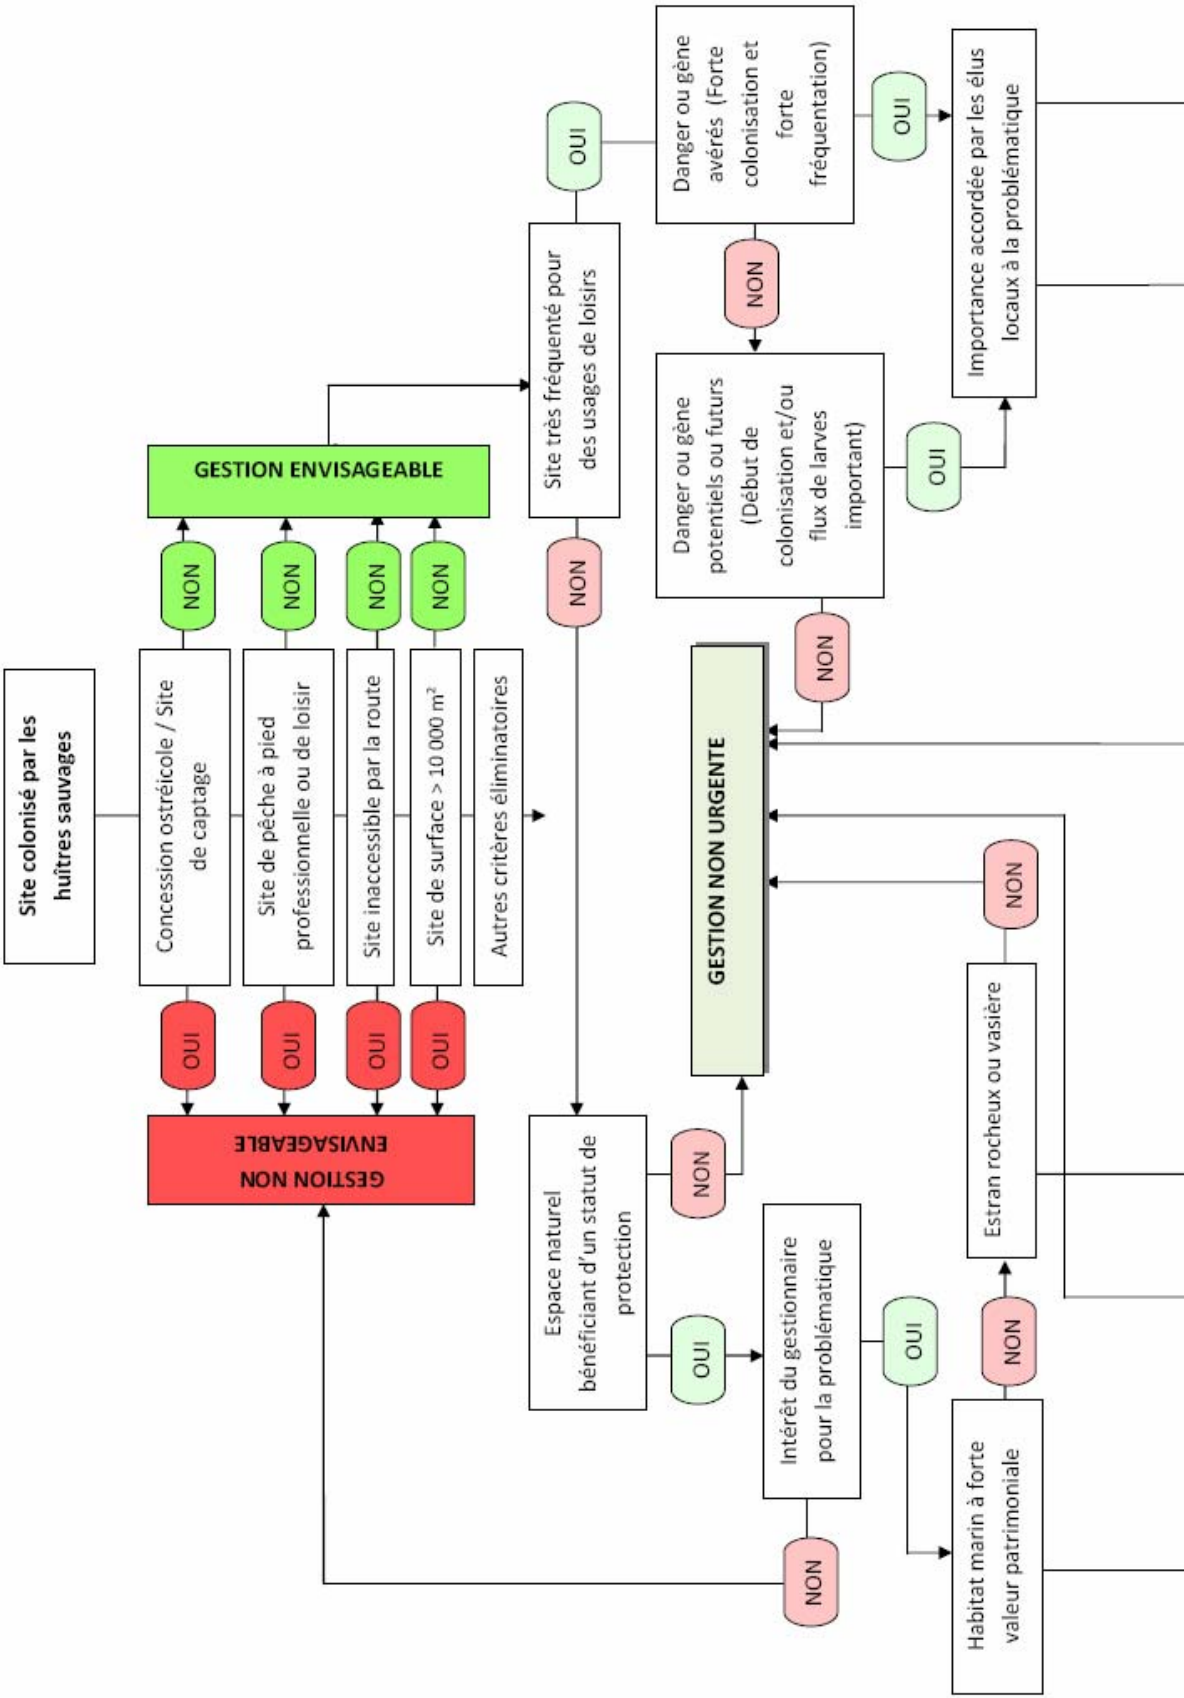 Site colonisé par les
huîtres sauvages
Concession ostréicole / Site
de captage
OUI
NON
Site de pêche à pied
professionnelle ou de loisir
OUI
NON
Site inaccessible par la route
OUI
NON
Site de surface > 10 000 m²
OUI
NON
Autres critères éliminatoires
GESTION NON
ENVISAGEABLE
GESTION ENVISAGEABLE
Site très fréquenté pour
des usages de loisirs
NON
OUI
Espace naturel
bénéficiant d'un statut de
protection
OUI
NON
Danger ou gène
potentiels ou futurs
(Début de
colonisation et/ou
flux de larves
important)
NON
OUI
Danger ou gène
avérés (Forte
colonisation et
forte
fréquentation)
NON
OUI
GESTION NON URGENTE
Intérêt du gestionnaire
pour la problématique
NON
OUI
Habitat marin à forte
valeur patrimoniale
NON
Estran rocheux ou vasière
NON
Importance accordée par les élus
locaux à la problématique